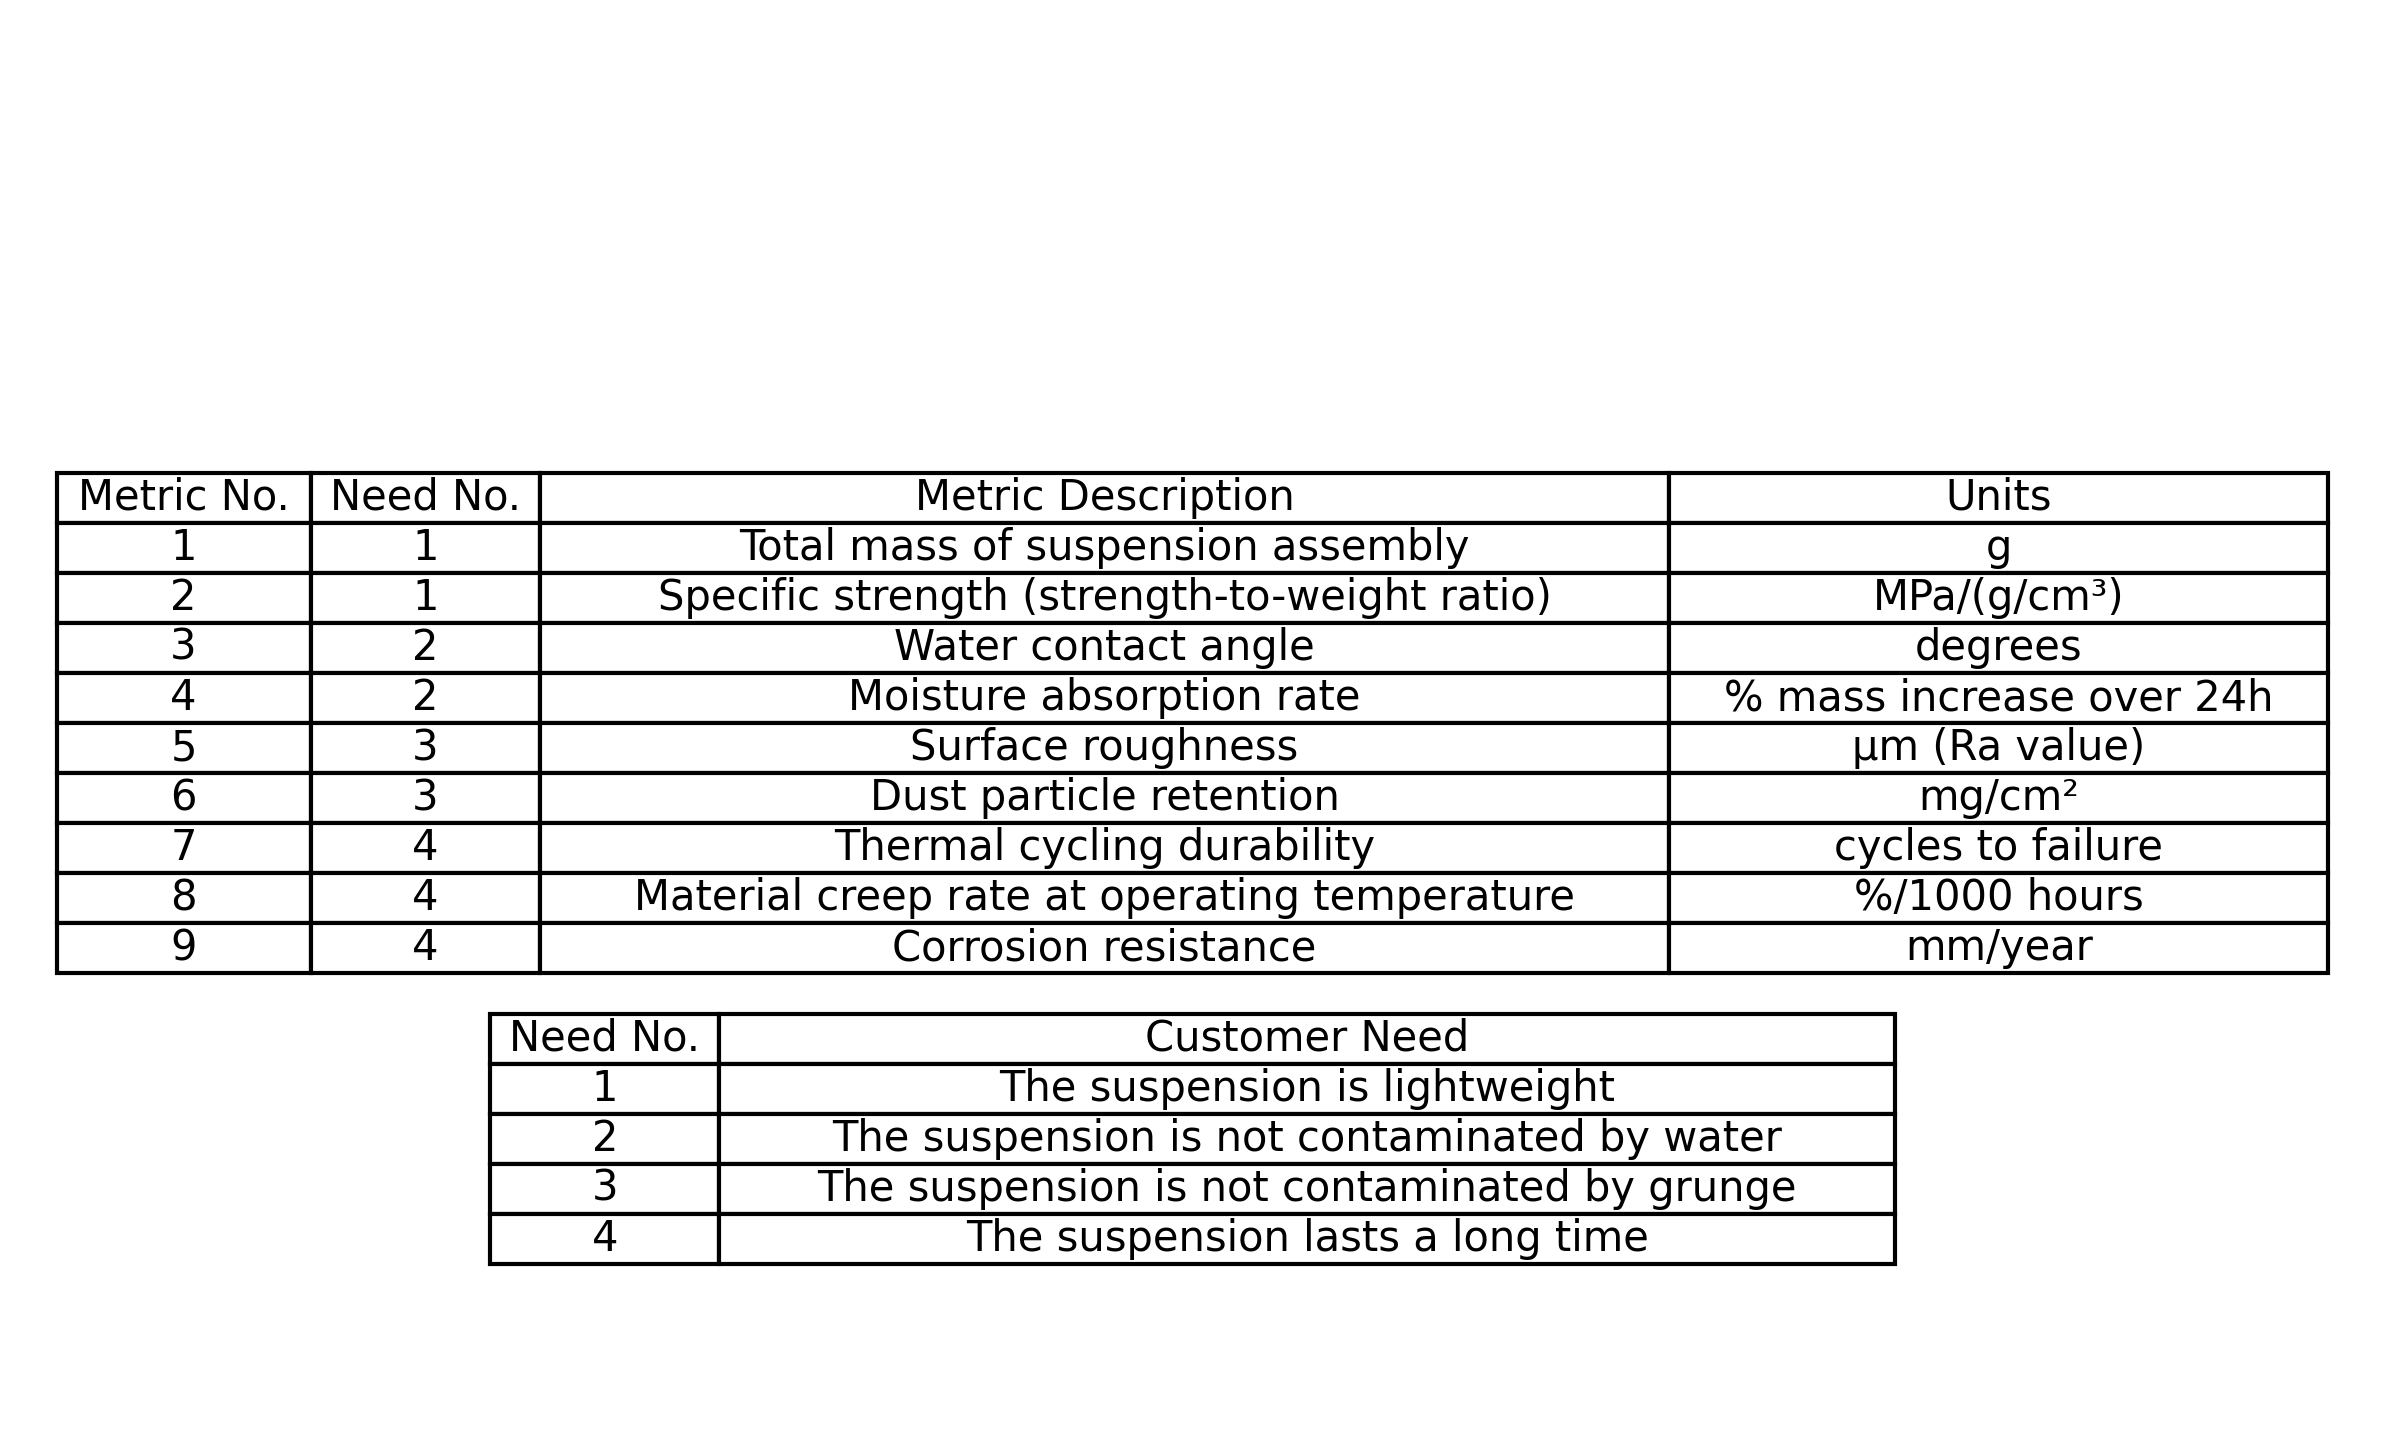 Metric No. Need No. Metric Description Units
1 1 Total mass of suspension assembly g
2 1 Specific strength (strength-to-weight ratio) MPa/(g/cm³)
3 2 Water contact angle degrees
4 2 Moisture absorption rate % mass increase over 24h
5 3 Surface roughness μm (Ra value)
6 3 Dust particle retention mg/cm²
7 4 Thermal cycling durability cycles to failure
8 4 Material creep rate at operating temperature %/1000 hours
9 4 Corrosion resistance mm/year
Need No. Customer Need
1 The suspension is lightweight
2 The suspension is not contaminated by water
3 The suspension is not contaminated by grunge
4 The suspension lasts a long time